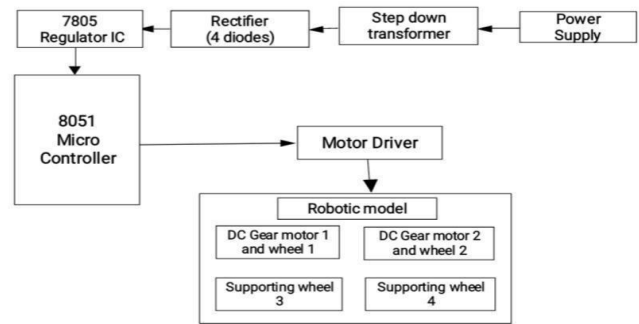 7805
Regulator IC
Rectifier
(4 diodes)
Step down
transformer
Power
Supply
8051
Micro
Controller
Motor Driver
Robotic model
DC Gear motor 1
and wheel 1
DC Gear motor 2
and wheel 2
Supporting wheel
3
Supporting wheel
4